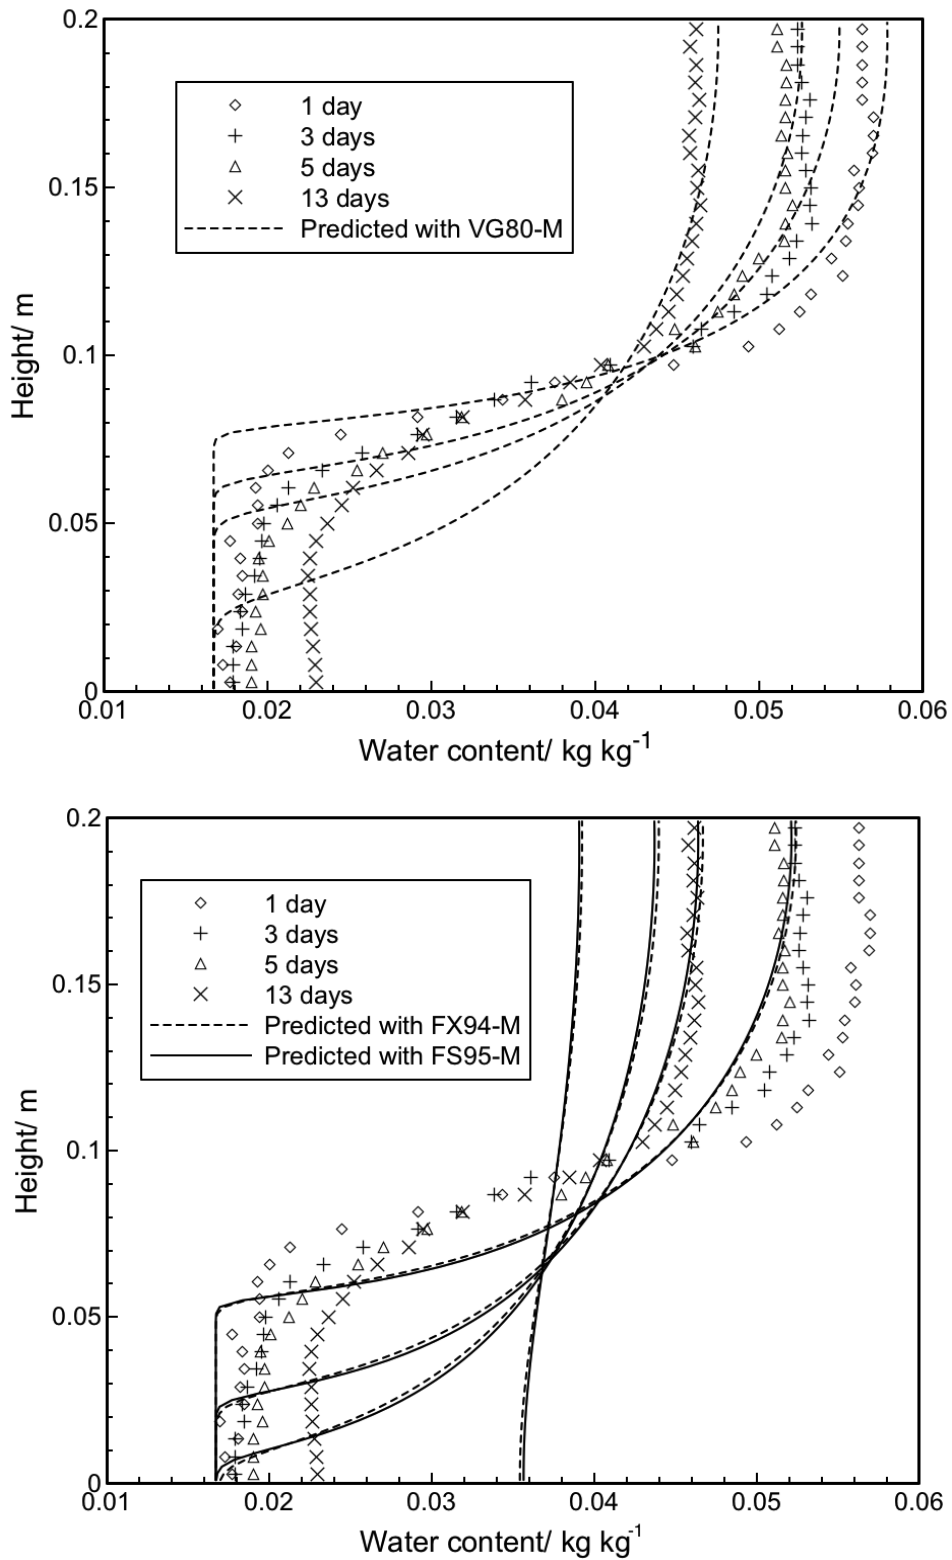 0.2
1 day
3 days
5 days
13 days
Predicted with VG80-M
0.15
Height/ m
0.1
0.05
0
0.01 0.02 0.03 0.04 0.05 0.06
Water content/ kg kg-1
0.2
1 day
3 days
5 days
13 days
Predicted with FX94-M
Predicted with FS95-M
0.15
Height/ m
0.1
0.05
0
0.01 0.02 0.03 0.04 0.05 0.06
Water content/ kg kg-1